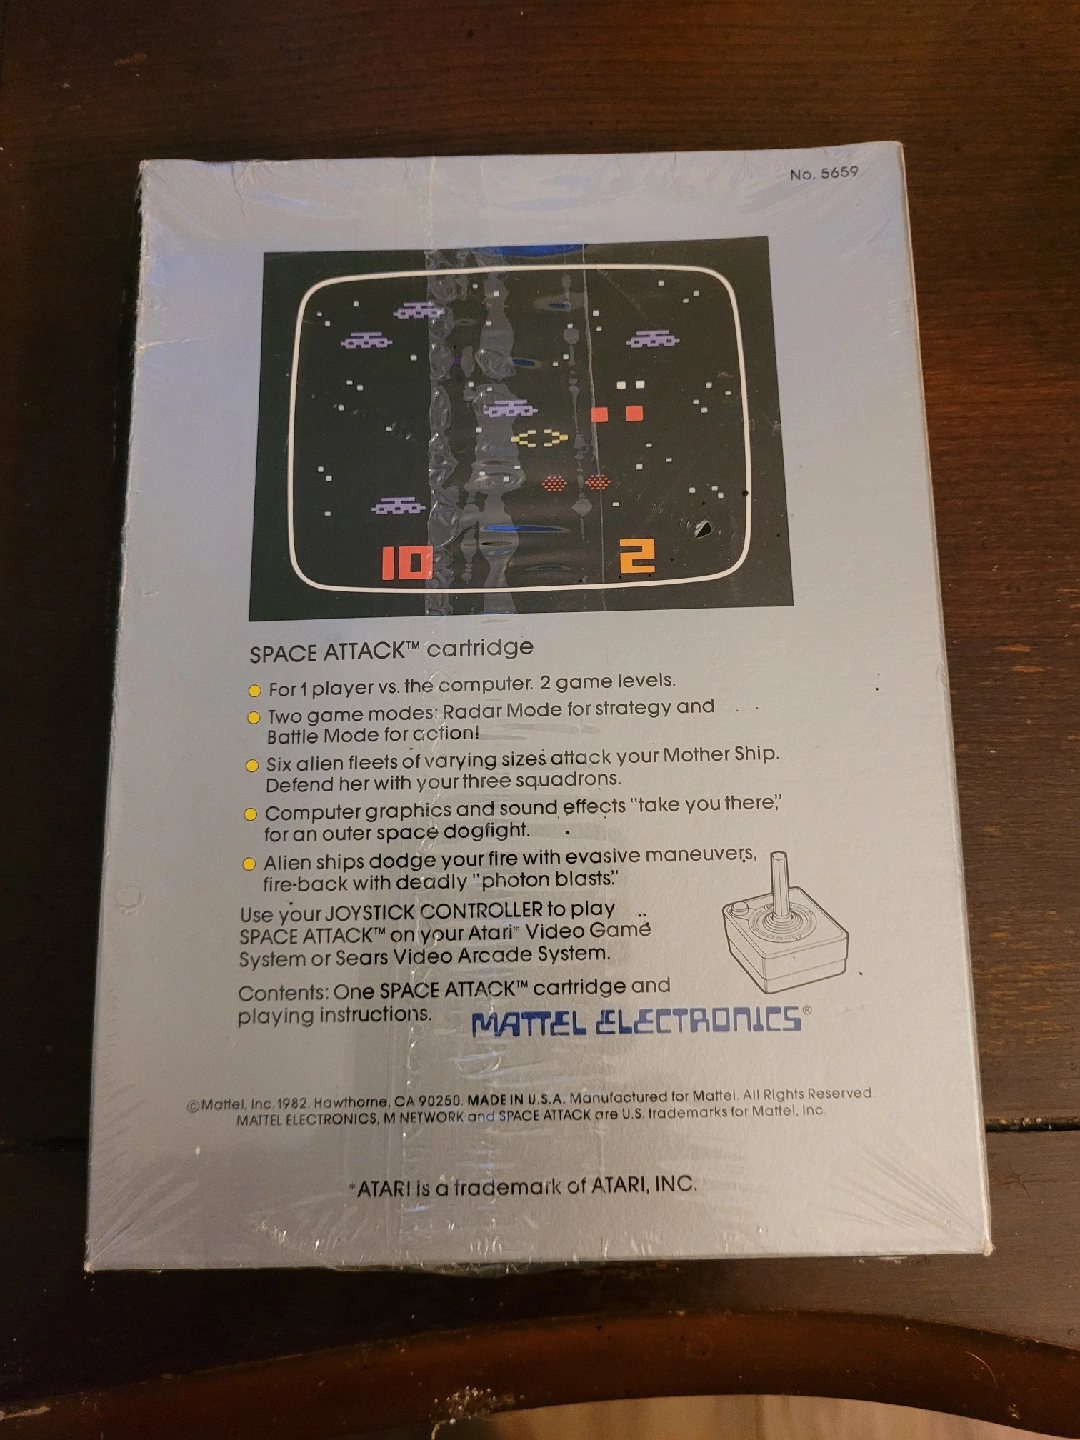 No. 5659
10 2
SPACE ATTACK™ cartridge
For 1 player vs. the computer. 2 game levels.
Two game modes: Radar Mode for strategy and
Battle Mode for action!
Six alien fleets of varying sizes attack your Mother Ship.
Defend her with your three squadrons.
Computer graphics and sound effects "take you there,"
for an outer space dogfight.
Alien ships dodge your fire with evasive maneuvers,
fire-back with deadly "photon blasts."
Use your JOYSTICK CONTROLLER to play
SPACE ATTACK™ on your Atari* Video Game
System or Sears Video Arcade System.
Contents: One SPACE ATTACK™ cartridge and
playing instructions.
MATTEL ELECTRONICS®
©Mattel, Inc. 1982. Hawthorne, CA 90250. MADE IN U.S.A. Manufactured for Mattel. All Rights Reserved.
MATTEL ELECTRONICS, M NETWORK and SPACE ATTACK are U.S. trademarks for Mattel, Inc.
*ATARI is a trademark of ATARI, INC.